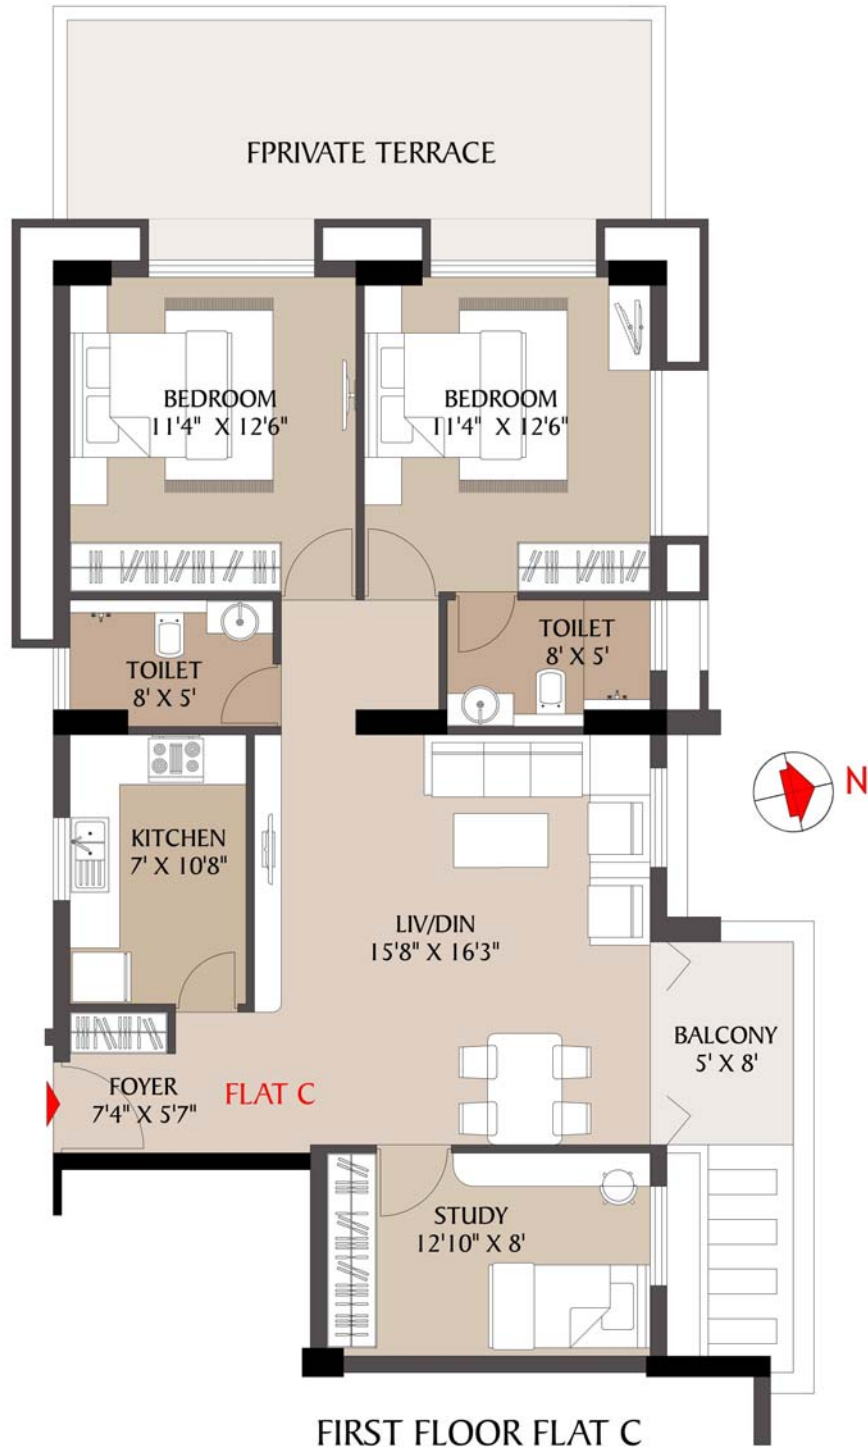 FPRIVATE TERRACE
BEDROOM
11'4" X 12'6"
BEDROOM
11'4" X 12'6"
TOILET
8' X 5'
TOILET
8' X 5'
N
KITCHEN
7' X 10'8"
LIV/DIN
15'8" X 16'3"
BALCONY
5' X 8'
FOYER
7'4" X 5'7"
FLAT C
STUDY
12'10" X 8'
FIRST FLOOR FLAT C